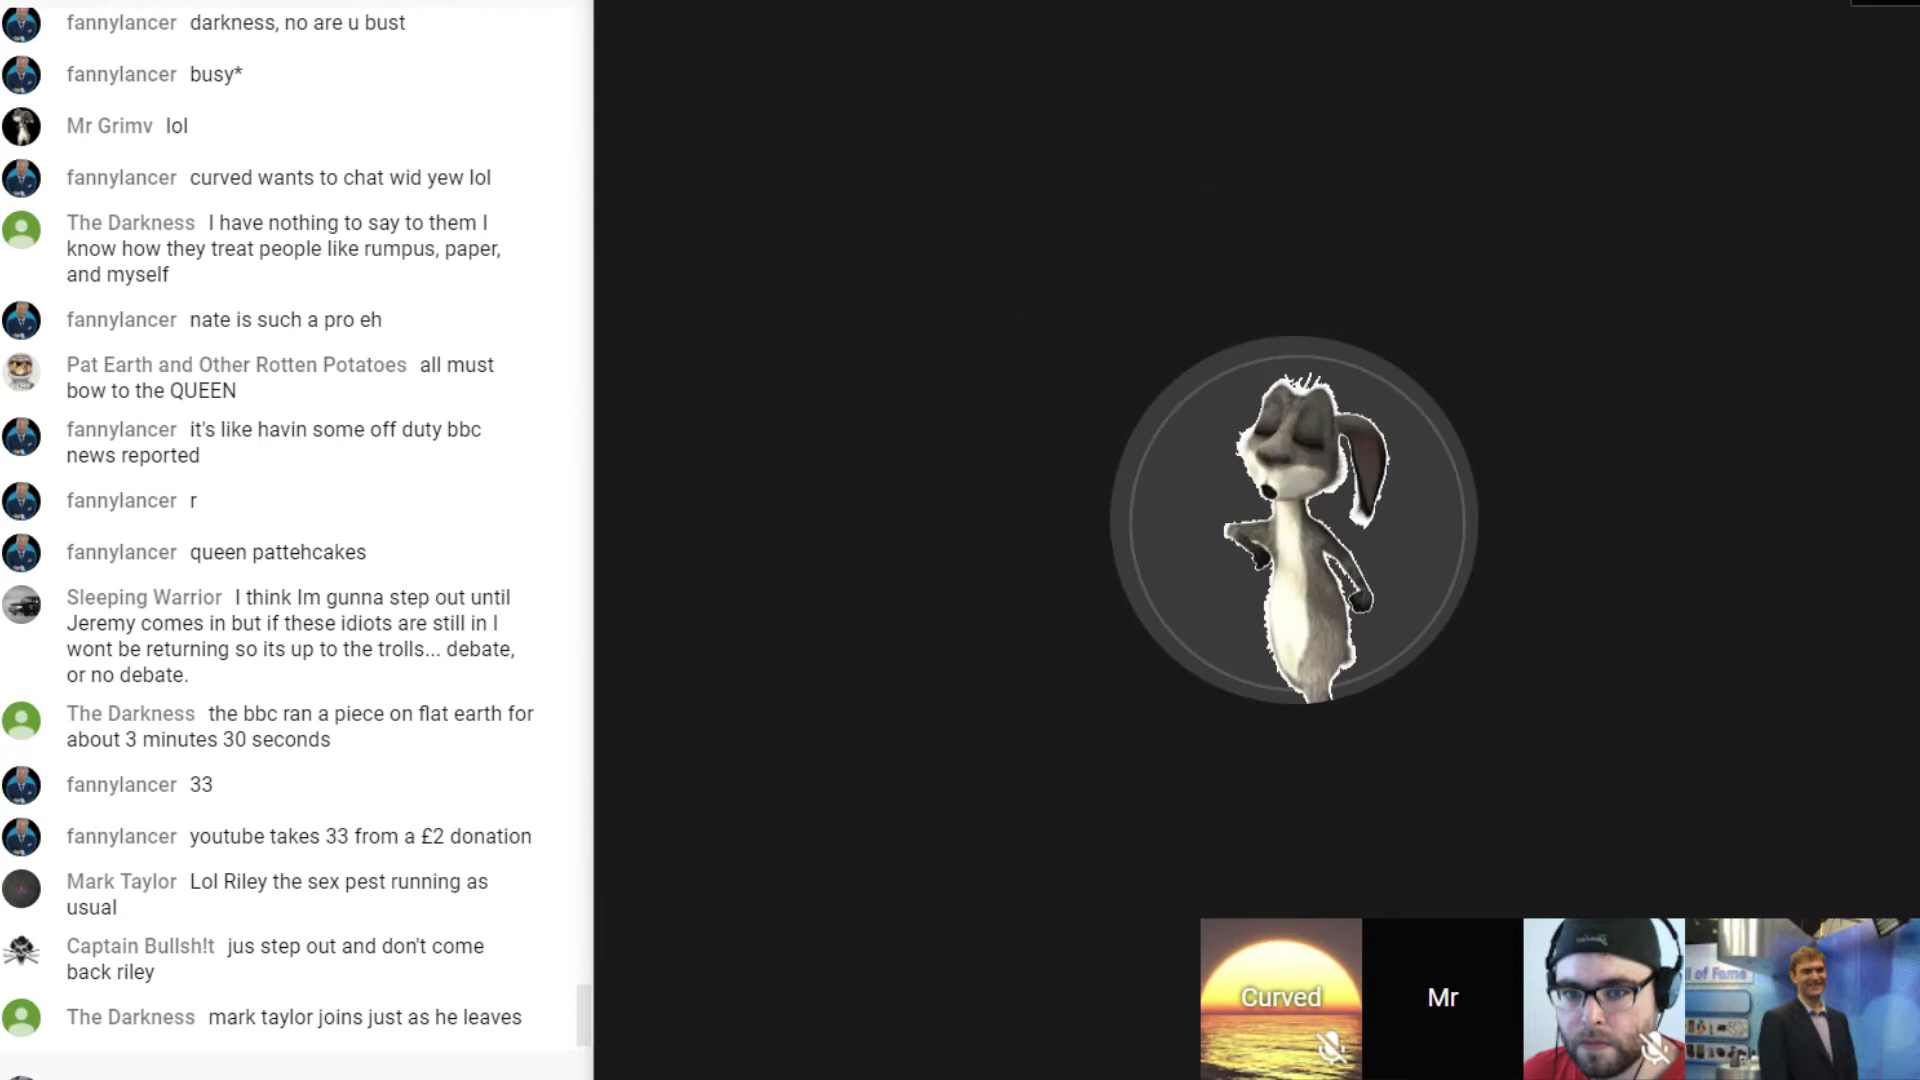 fannylancer darkness, no are u bust
fannylancer busy*
Mr Grimv lol
fannylancer curved wants to chat wid yew lol
The Darkness I have nothing to say to them I
know how they treat people like rumpus, paper,
and myself
fannylancer nate is such a pro eh
Pat Earth and Other Rotten Potatoes all must
bow to the QUEEN
fannylancer it's like havin some off duty bbc
news reported
fannylancer r
fannylancer queen pattehcakes
Sleeping Warrior I think Im gunna step out until
Jeremy comes in but if these idiots are still in I
wont be returning so its up to the trolls... debate,
or no debate.
The Darkness the bbc ran a piece on flat earth for
about 3 minutes 30 seconds
fannylancer 33
fannylancer youtube takes 33 from a £2 donation
Mark Taylor Lol Riley the sex pest running as
usual
Captain Bullsh!t jus step out and don't come
back riley
The Darkness mark taylor joins just as he leaves
Curved
Mr
of Fame